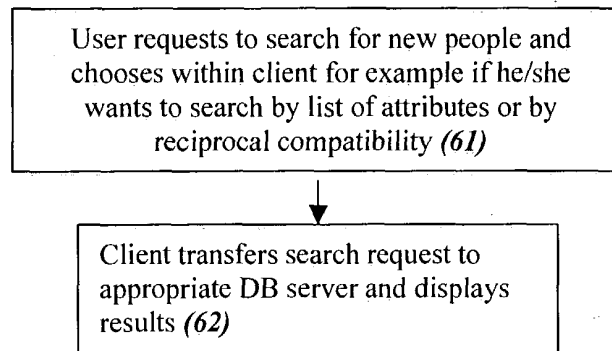 User requests to search for new people and
chooses within client for example if he/she
wants to search by list of attributes or by
reciprocal compatibility (61)
Client transfers search request to
appropriate DB server and displays
results (62)